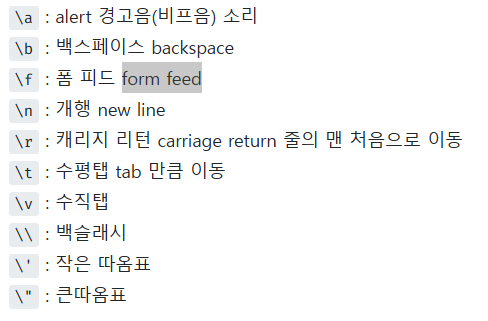 \a : alert 경고음(비프음) 소리
\b : 백스페이스 backspace
\f : 폼 피드 form feed
\n : 개행 new line
\r : 캐리지 리턴 carriage return 줄의 맨 처음으로 이동
\t : 수평탭 tab 만큼 이동
\v : 수직탭
\\ : 백슬래시
\' : 작은 따옴표
\" : 큰따옴표